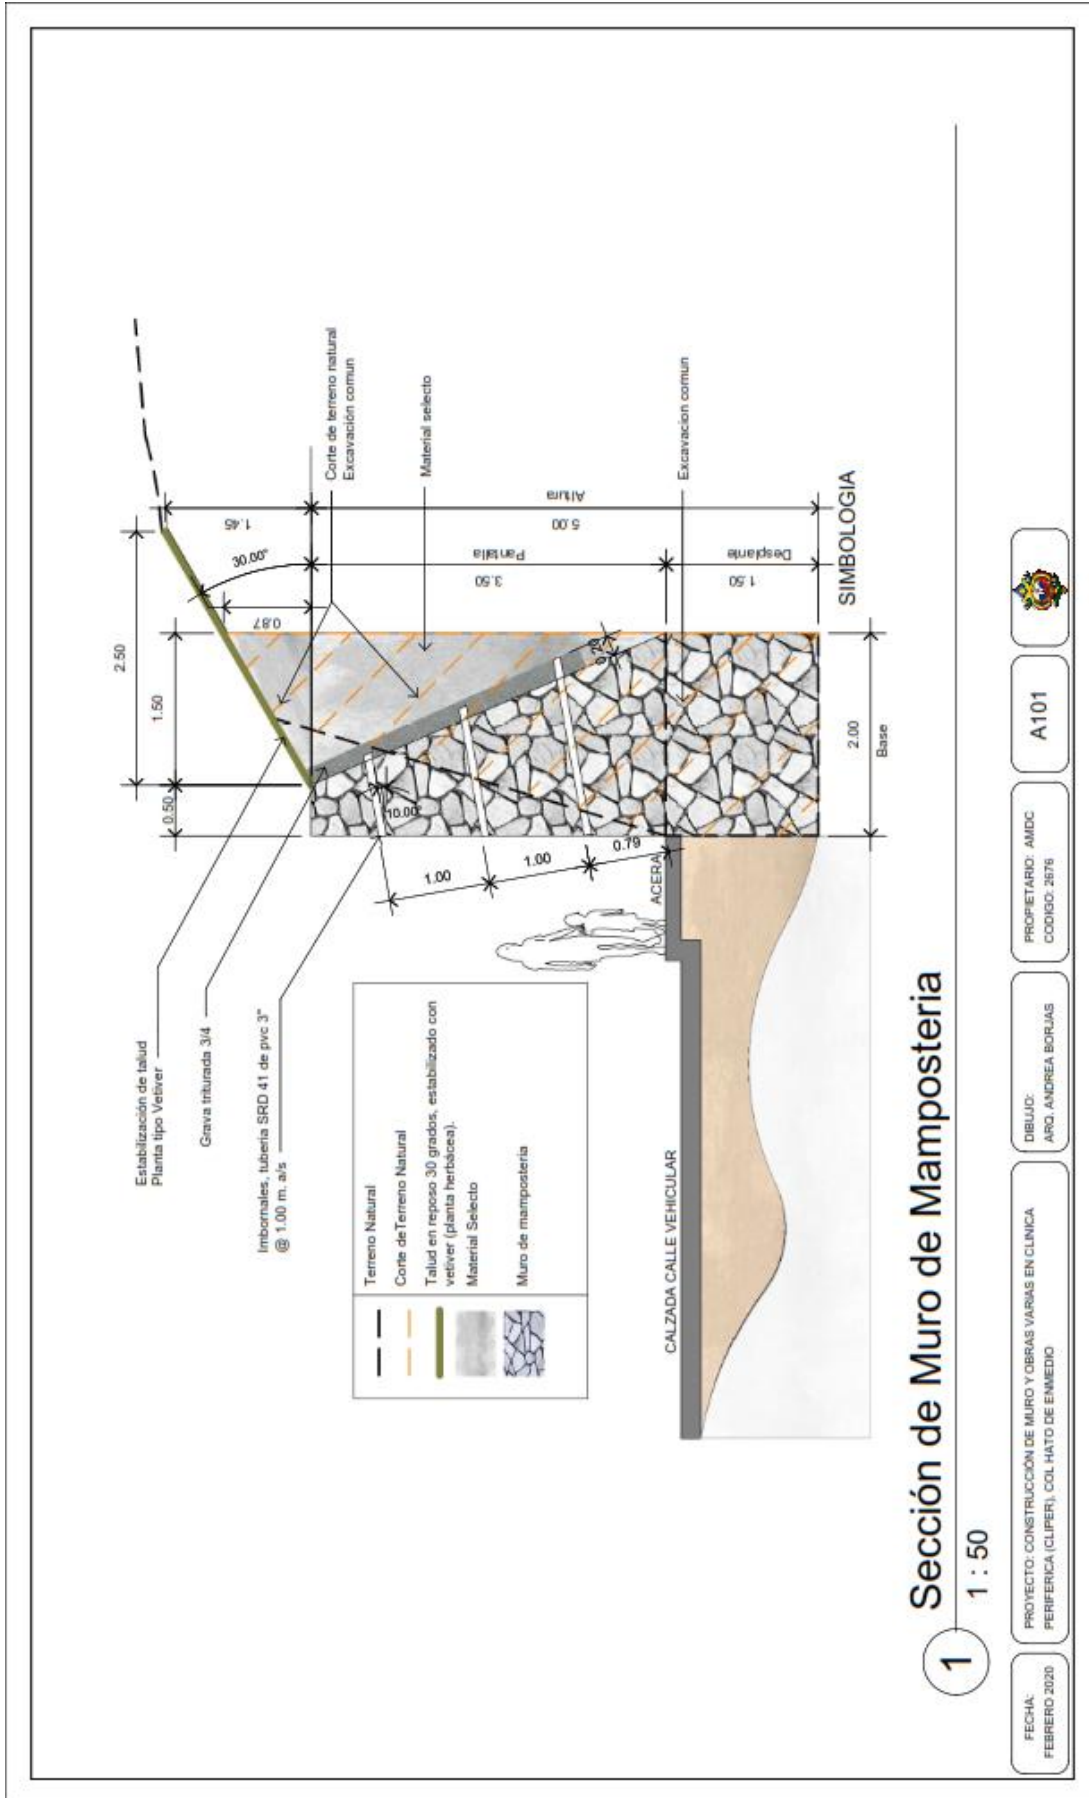 Estabilización de talud
Planta tipo Vetiver
Grava triturada 3/4
Imbornales, tuberia SRD 41 de pvc 3"
@ 1.00 m. a/s
2.50
0.50
1.50
30.00°
0.87
1.45
Corte de terreno natural
Excavación comun
Material selecto
Excavacion comun
10.00°
0.20
1.00
1.00
0.79
3.50
Pantalla
5.00
Altura
1.50
Desplante
2.00
Base
ACERA
CALZADA CALLE VEHICULAR
SIMBOLOGIA
Terreno Natural
Corte deTerreno Natural
Talud en reposo 30 grados, estabilizado con
vetiver (planta herbácea).
Material Selecto
Muro de mamposteria
1
Sección de Muro de Mamposteria
1 : 50
FECHA:
FEBRERO 2020
PROYECTO: CONSTRUCCIÓN DE MURO Y OBRAS VARIAS EN CLINICA
PERIFERICA (CLIPER), COL HATO DE ENMEDIO
DIBUJO:
ARQ. ANDREA BORJAS
PROPIETARIO: AMDC
CODIGO: 2676
A101